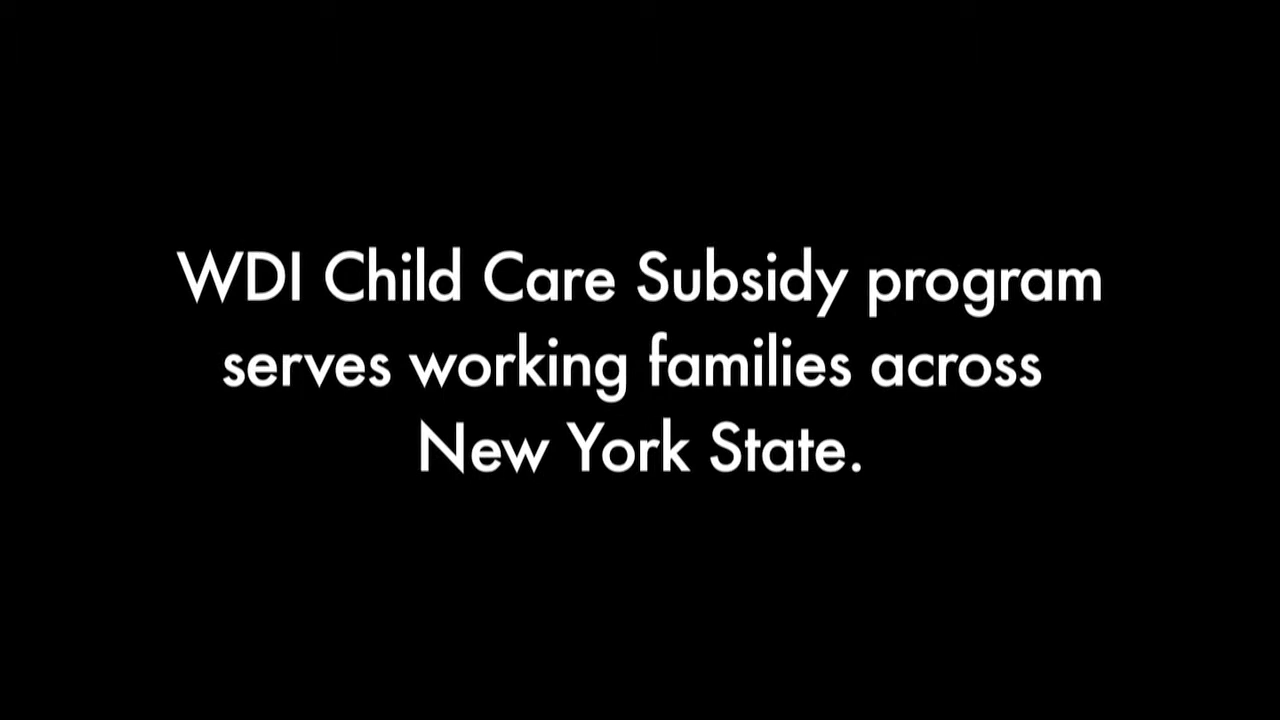 WDI Child Care Subsidy program
serves working families across
New York State.